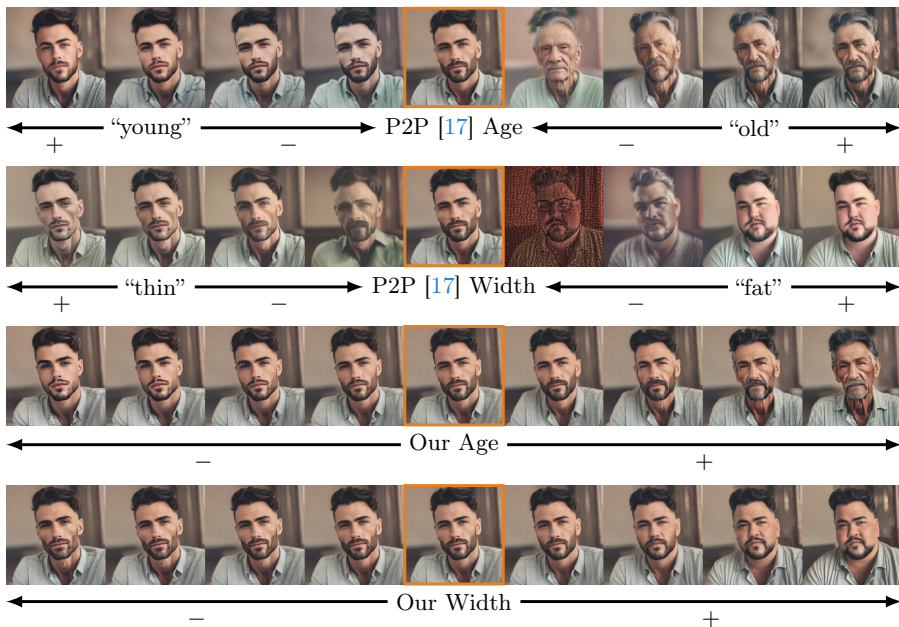 “young” P2P [17] Age “old”
+ − − +
“thin” P2P [17] Width “fat”
+ − − +
Our Age
− +
Our Width
− +